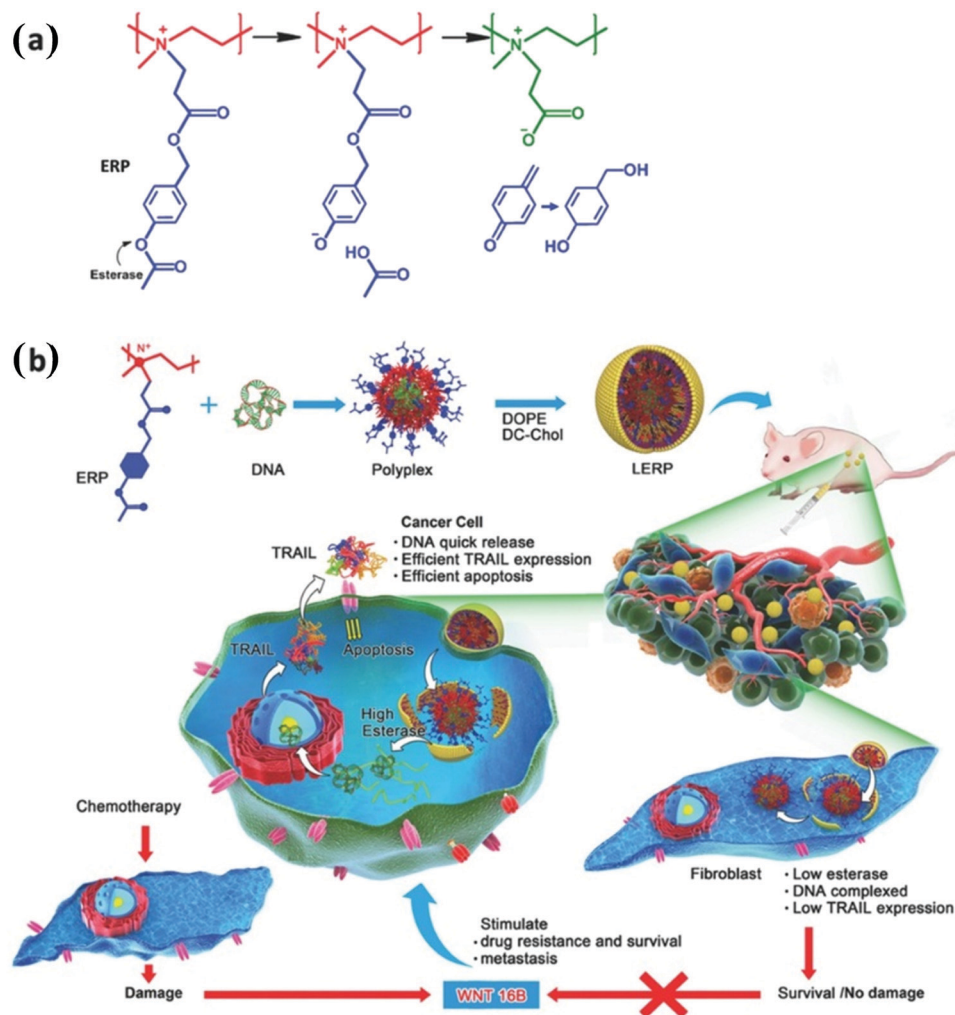 (a)
N
+
N
+
N
+
O
O
ERP
O
O
Esterase
O
O
O
⁻
HO
O
O
O
⁻
O
OH
HO
(b)
N⁺
+
ERP
DNA
Polyplex
DOPE
DC-Chol
LERP
Cancer Cell
• DNA quick release
• Efficient TRAIL expression
• Efficient apoptosis
TRAIL
TRAIL
Apoptosis
High
Esterase
Chemotherapy
Damage
Stimulate
• drug resistance and survival
• metastasis
WNT 16B
Fibroblast
• Low esterase
• DNA complexed
• Low TRAIL expression
Survival /No damage